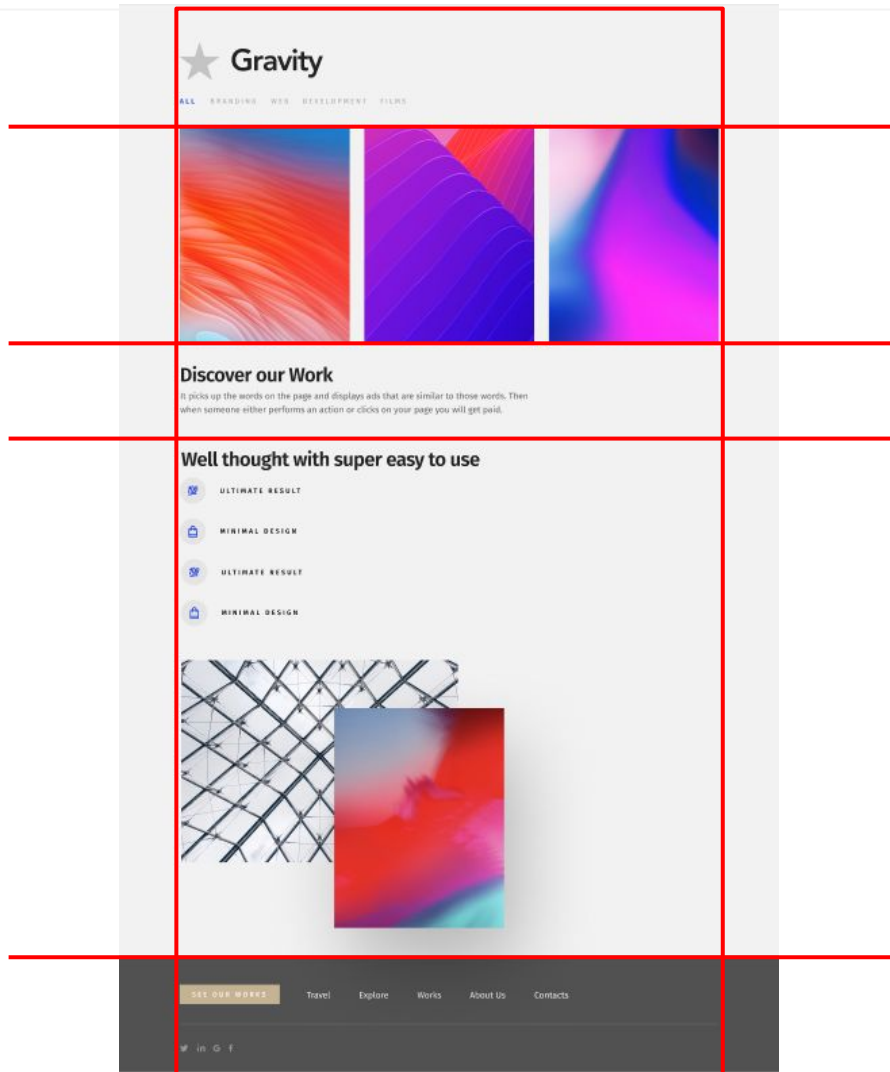 Gravity
ALL BRANDING WEB DEVELOPMENT FILMS
Discover our Work
It picks up the words on the page and displays ads that are similar to those words. Then
when someone either performs an action or clicks on your page you will get paid.
Well thought with super easy to use
ULTIMATE RESULT
MINIMAL DESIGN
ULTIMATE RESULT
MINIMAL DESIGN
SEE OUR WORKS Travel Explore Works About Us Contacts
in G f